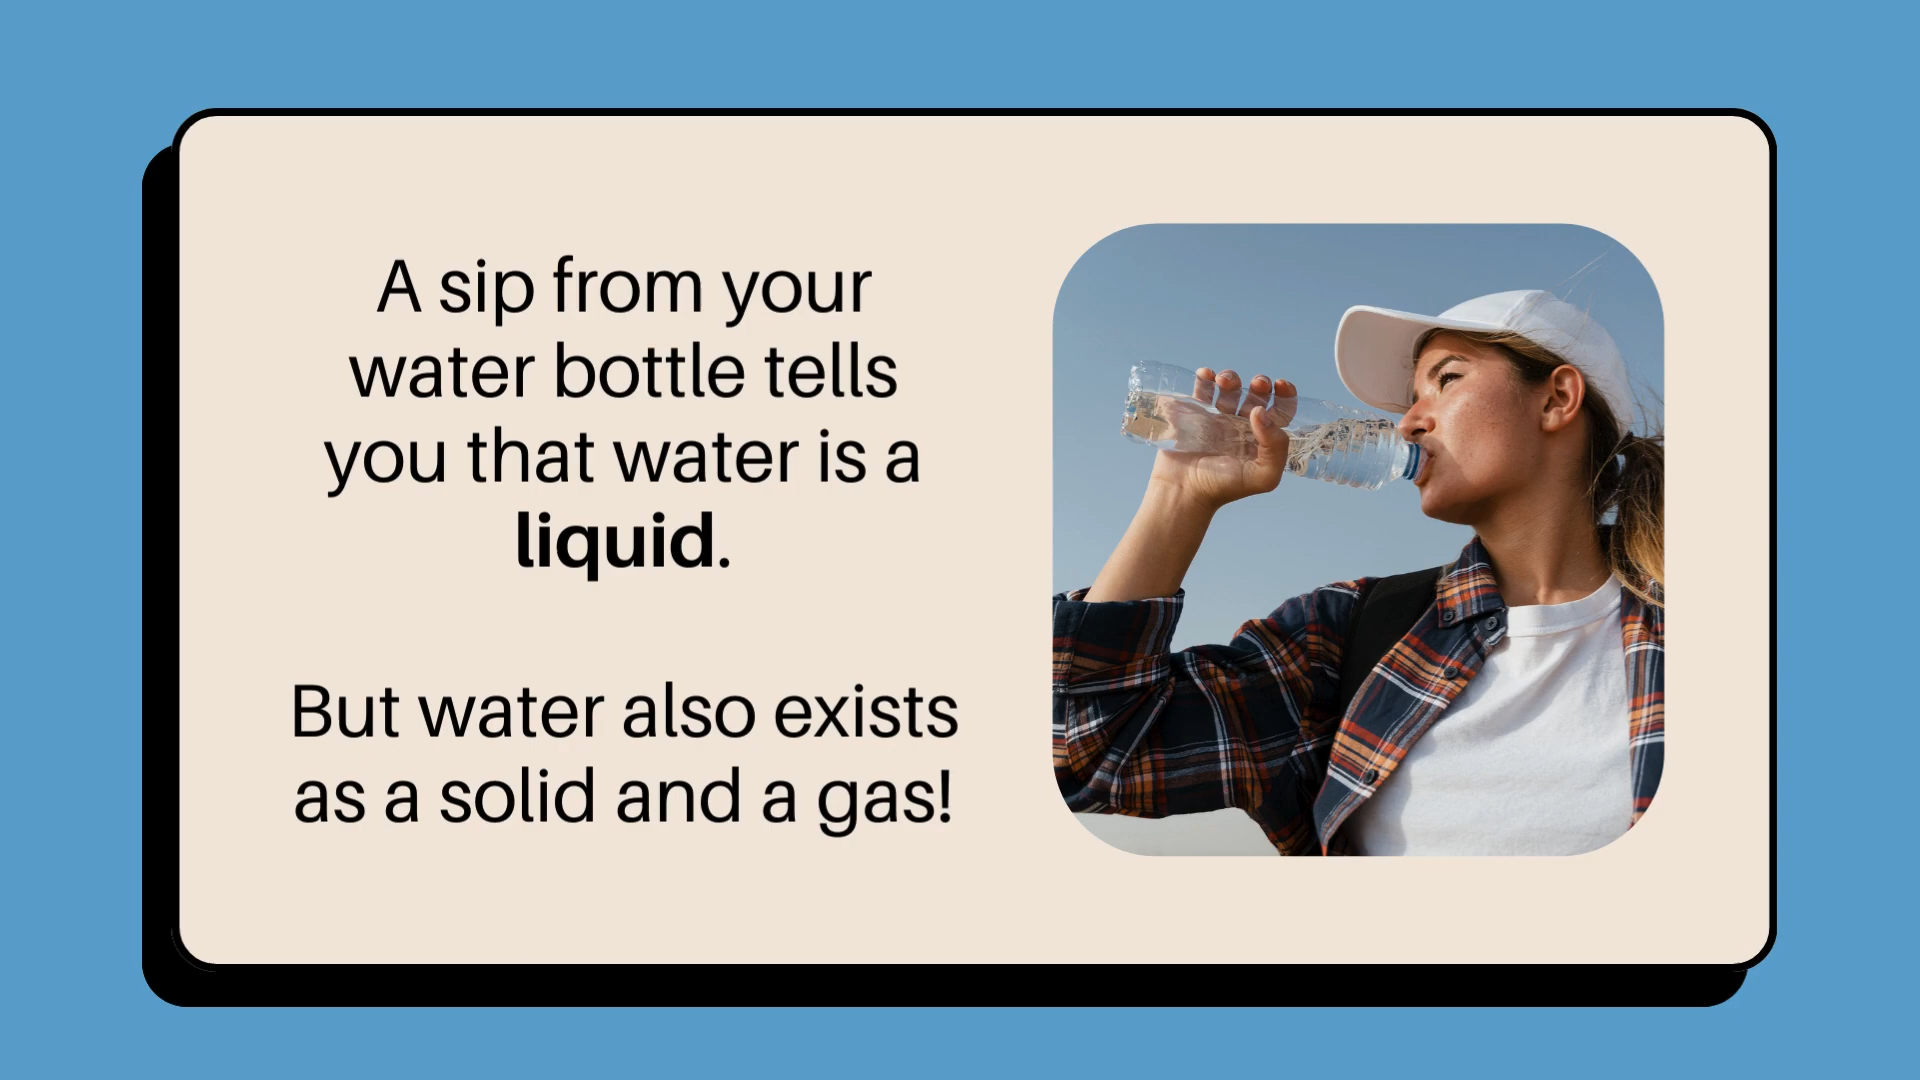 A sip from your
water bottle tells
you that water is a
liquid.
But water also exists
as a solid and a gas!